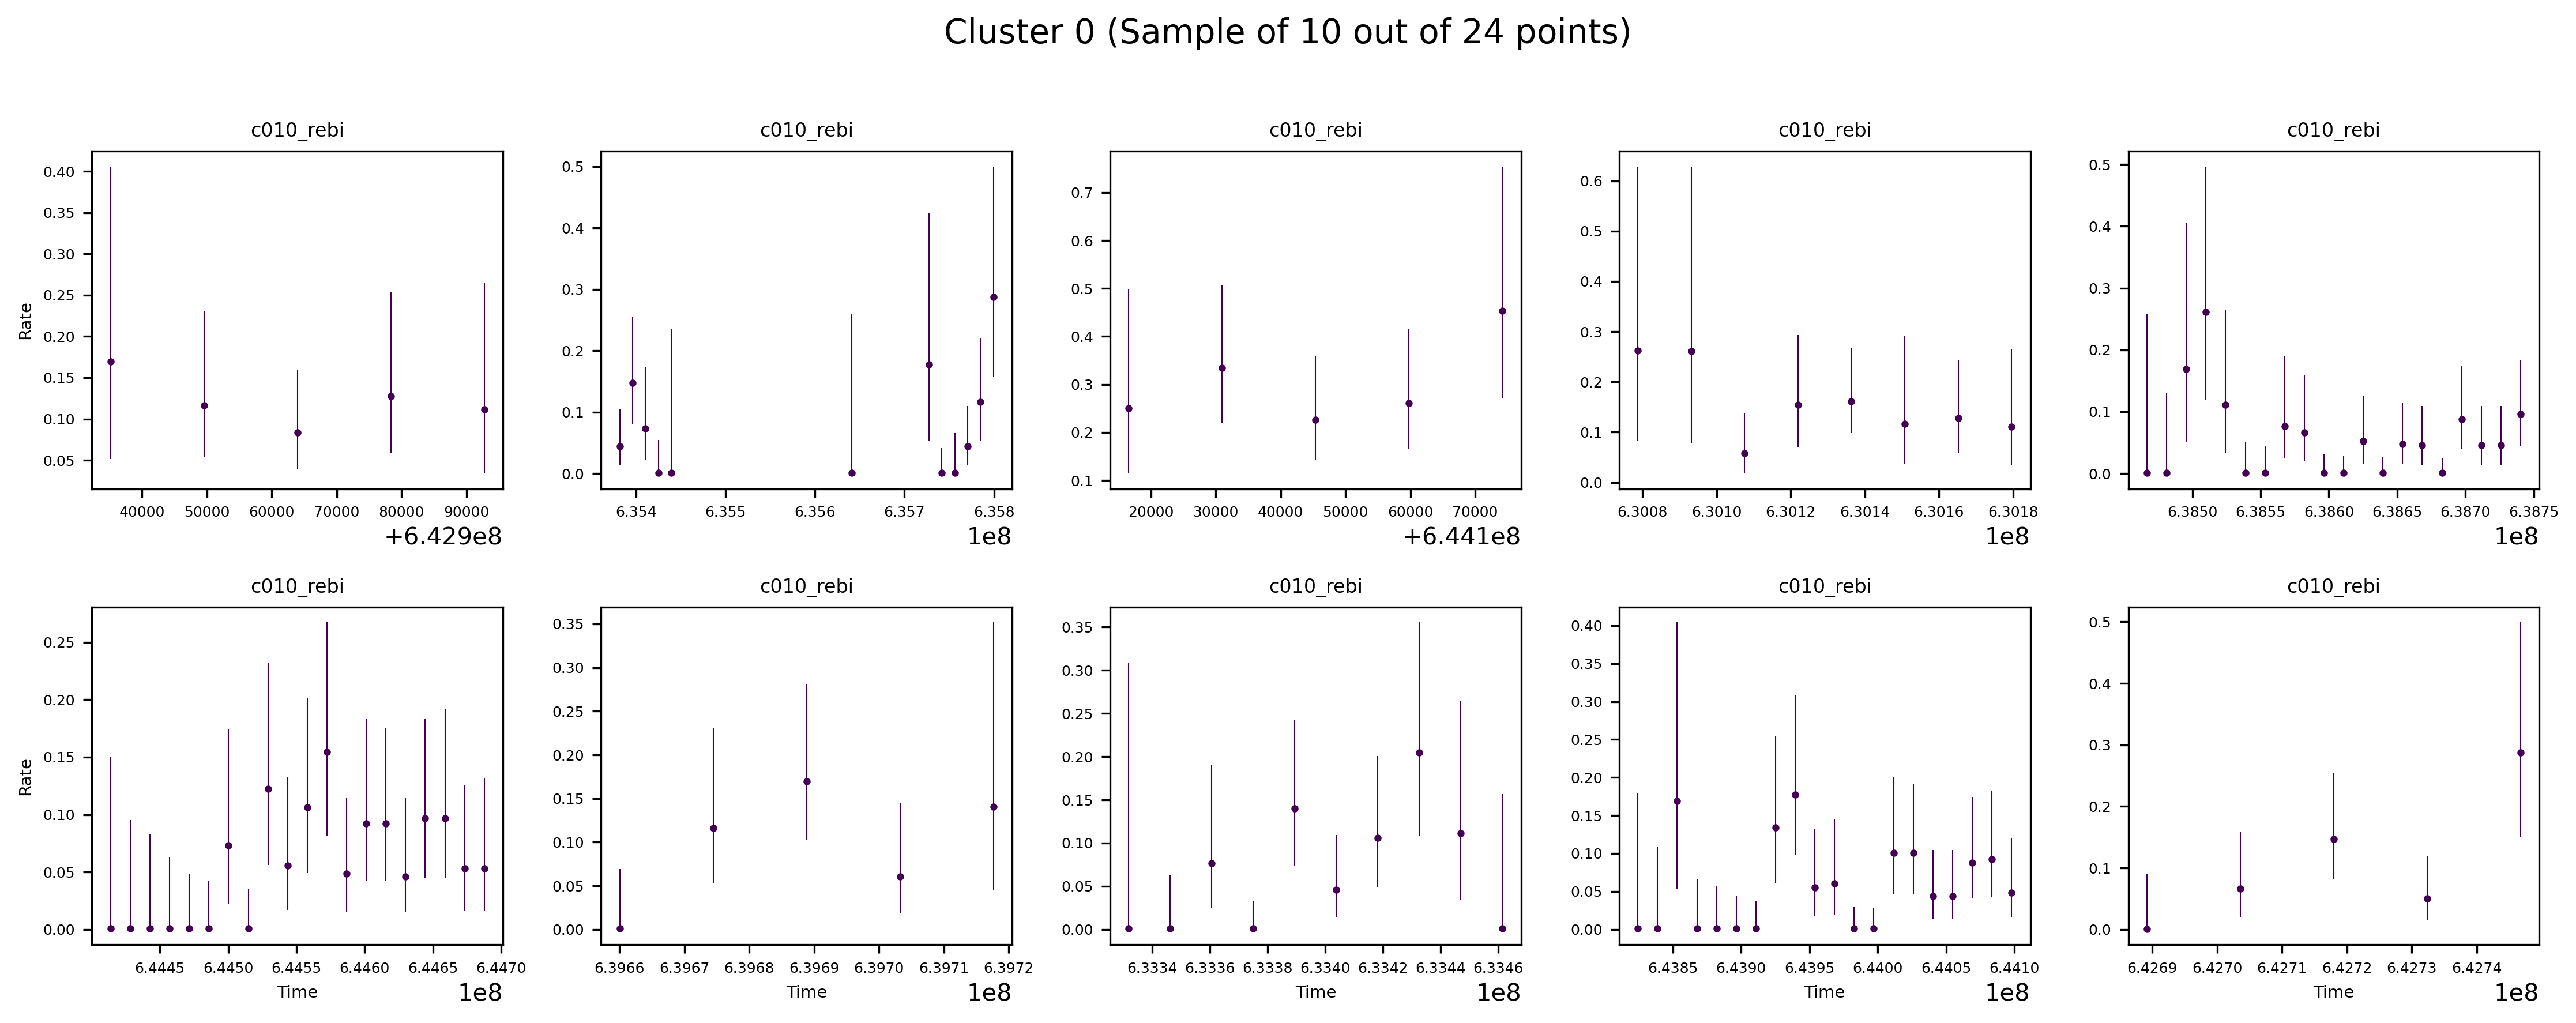 Cluster 0 (Sample of 10 out of 24 points)
c010_rebi c010_rebi c010_rebi c010_rebi c010_rebi
Rate
0.40 0.35 0.30 0.25 0.20 0.15 0.10 0.05
40000 50000 60000 70000 80000 90000
+6.429e8
0.5 0.4 0.3 0.2 0.1 0.0
6.354 6.355 6.356 6.357 6.358
1e8
0.7 0.6 0.5 0.4 0.3 0.2 0.1
20000 30000 40000 50000 60000 70000
+6.441e8
0.6 0.5 0.4 0.3 0.2 0.1 0.0
6.3008 6.3010 6.3012 6.3014 6.3016 6.3018
1e8
0.5 0.4 0.3 0.2 0.1 0.0
6.3850 6.3855 6.3860 6.3865 6.3870 6.3875
1e8
c010_rebi c010_rebi c010_rebi c010_rebi c010_rebi
Rate
0.25 0.20 0.15 0.10 0.05 0.00
6.4445 6.4450 6.4455 6.4460 6.4465 6.4470
Time 1e8
0.35 0.30 0.25 0.20 0.15 0.10 0.05 0.00
6.3966 6.3967 6.3968 6.3969 6.3970 6.3971 6.3972
Time 1e8
0.35 0.30 0.25 0.20 0.15 0.10 0.05 0.00
6.3334 6.3336 6.3338 6.3340 6.3342 6.3344 6.3346
Time 1e8
0.40 0.35 0.30 0.25 0.20 0.15 0.10 0.05 0.00
6.4385 6.4390 6.4395 6.4400 6.4405 6.4410
Time 1e8
0.5 0.4 0.3 0.2 0.1 0.0
6.4269 6.4270 6.4271 6.4272 6.4273 6.4274
Time 1e8